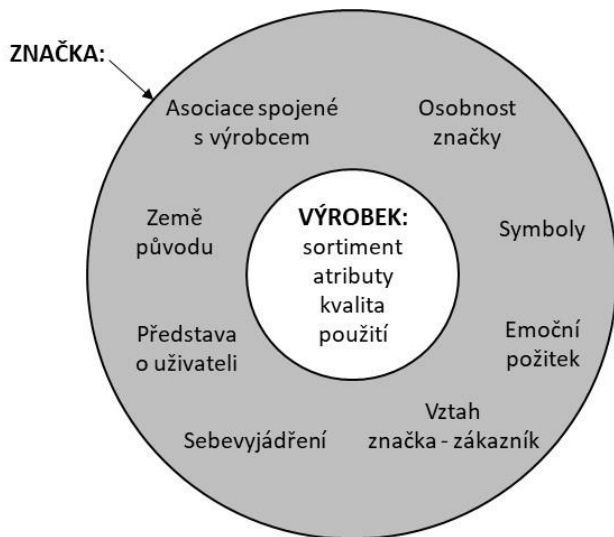 ZNAČKA:
Asociace spojené
s výrobcem
Osobnost
značky
Země
původu
VÝROBEK:
sortiment
atributy
kvalita
použití
Symboly
Představa
o uživateli
Emoční
požitek
Sebevyjádření
Vztah
značka - zákazník